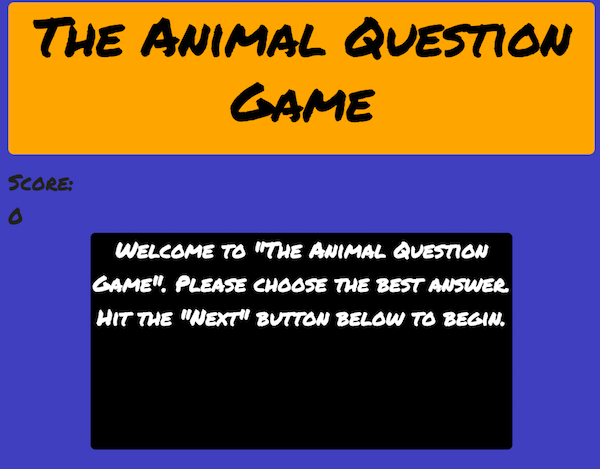 The Animal Question
Game
Score:
0
Welcome to "The Animal Question
Game". Please choose the best answer.
Hit the "Next" button below to begin.